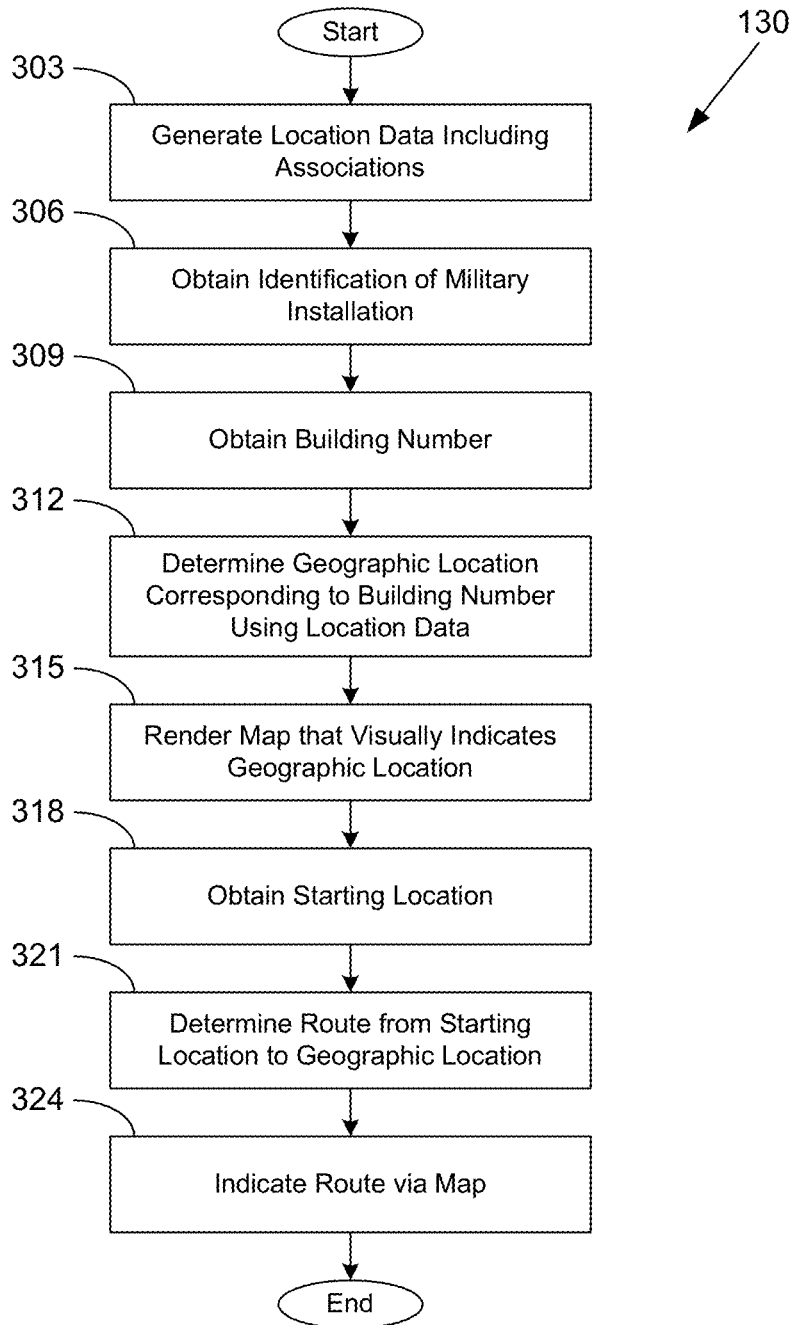 Start
130
303
Generate Location Data Including
Associations
306
Obtain Identification of Military
Installation
309
Obtain Building Number
312
Determine Geographic Location
Corresponding to Building Number
Using Location Data
315
Render Map that Visually Indicates
Geographic Location
318
Obtain Starting Location
321
Determine Route from Starting
Location to Geographic Location
324
Indicate Route via Map
End